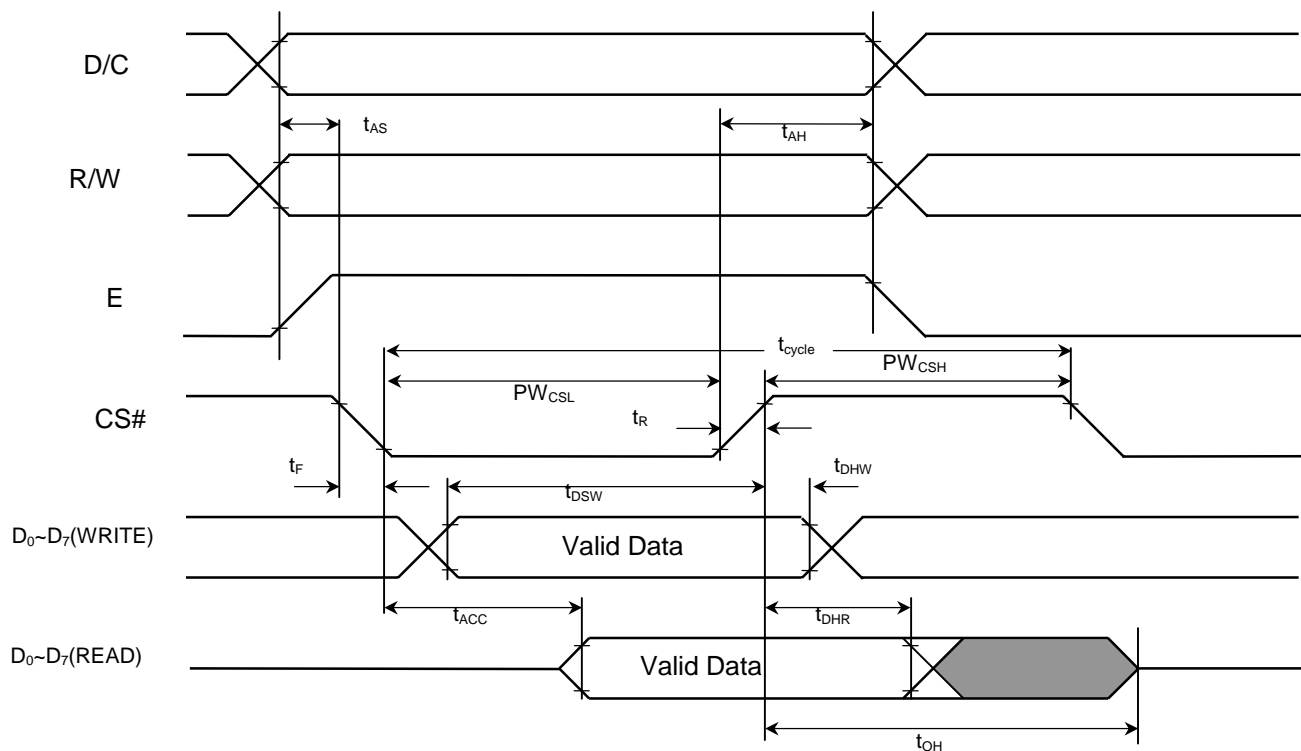 D/C
tAS
tAH
R/W
E
tcycle
PWCSL
PWCSH
CS#
tR
tF
tDSW
tDHW
D0~D7(WRITE)
Valid Data
tACC
tDHR
D0~D7(READ)
Valid Data
tOH